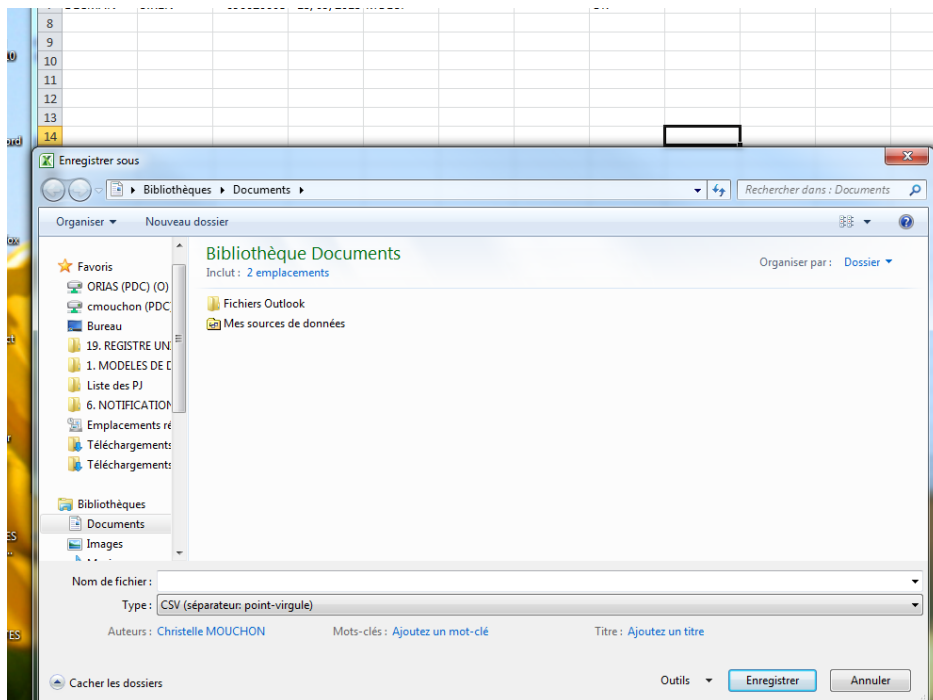 8
9
10
11
12
13
14
Enregistrer sous
Bibliothèques Documents
Rechercher dans : Documents
Organiser Nouveau dossier
Favoris
ORIAS (PDC) (O)
cmouchon (PDC
Bureau
19. REGISTRE UN
1. MODELES DE D
Liste des PJ
6. NOTIFICATION
Emplacements ré
Téléchargements
Téléchargements
Bibliothèques
Documents
Images
Bibliothèque Documents
Inclut : 2 emplacements
Organiser par : Dossier
Fichiers Outlook
Mes sources de données
Nom de fichier :
Type : CSV (séparateur: point-virgule)
Auteurs : Christelle MOUCHON Mots-clés : Ajoutez un mot-clé Titre : Ajoutez un titre
Cacher les dossiers
Outils Enregistrer Annuler